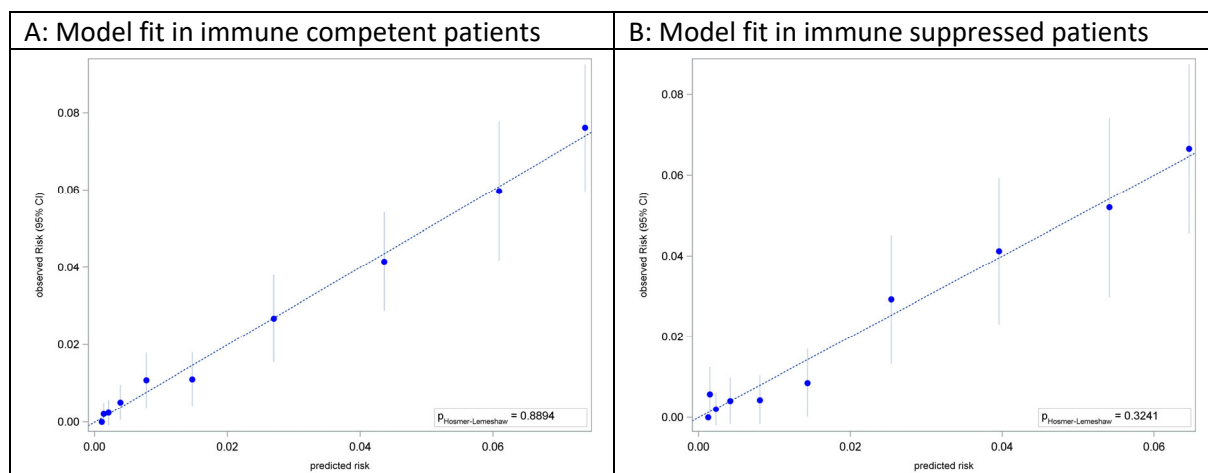 A: Model fit in immune competent patients
B: Model fit in immune suppressed patients
observed Risk (95% CI)
0.08
0.06
0.04
0.02
0.00
0.00
0.02
0.04
0.06
predicted risk
pHosmer-Lemeshaw = 0.8894
observed Risk (95% CI)
0.08
0.06
0.04
0.02
0.00
0.00
0.02
0.04
0.06
predicted risk
pHosmer-Lemeshaw = 0.3241